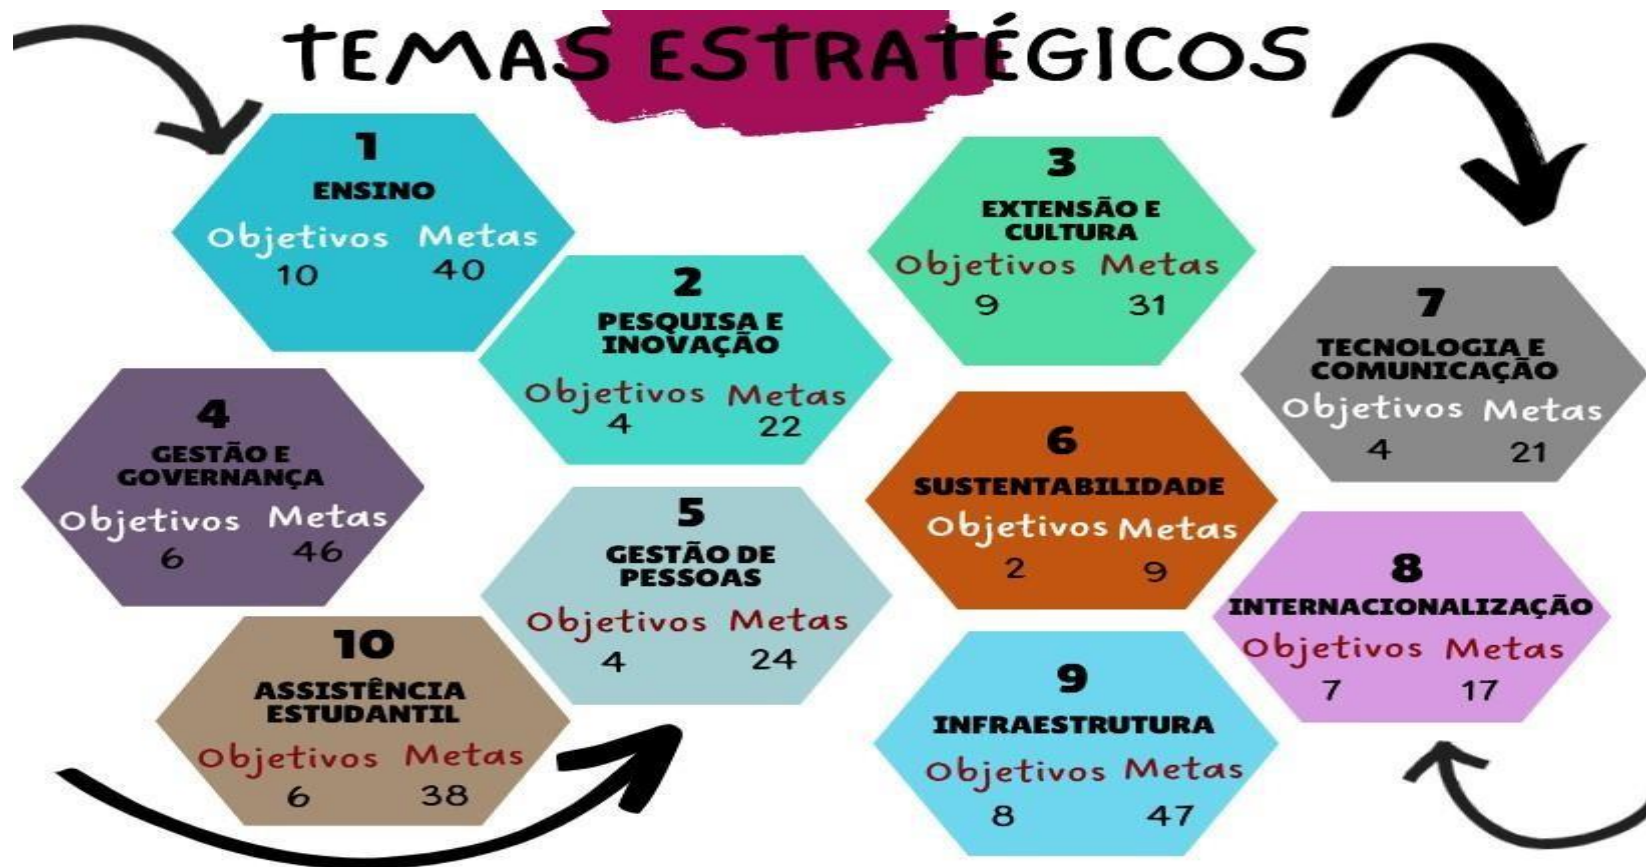 TEMAS ESTRATÉGICOS
1
ENSINO
Objetivos Metas
10 40
2
PESQUISA E
INOVAÇÃO
Objetivos Metas
4 22
3
EXTENSÃO E
CULTURA
Objetivos Metas
9 31
4
GESTÃO E
GOVERNANÇA
Objetivos Metas
6 46
5
GESTÃO DE
PESSOAS
Objetivos Metas
4 24
6
SUSTENTABILIDADE
Objetivos Metas
2 9
7
TECNOLOGIA E
COMUNICAÇÃO
Objetivos Metas
4 21
8
INTERNACIONALIZAÇÃO
Objetivos Metas
7 17
9
INFRAESTRUTURA
Objetivos Metas
8 47
10
ASSISTÊNCIA
ESTUDANTIL
Objetivos Metas
6 38